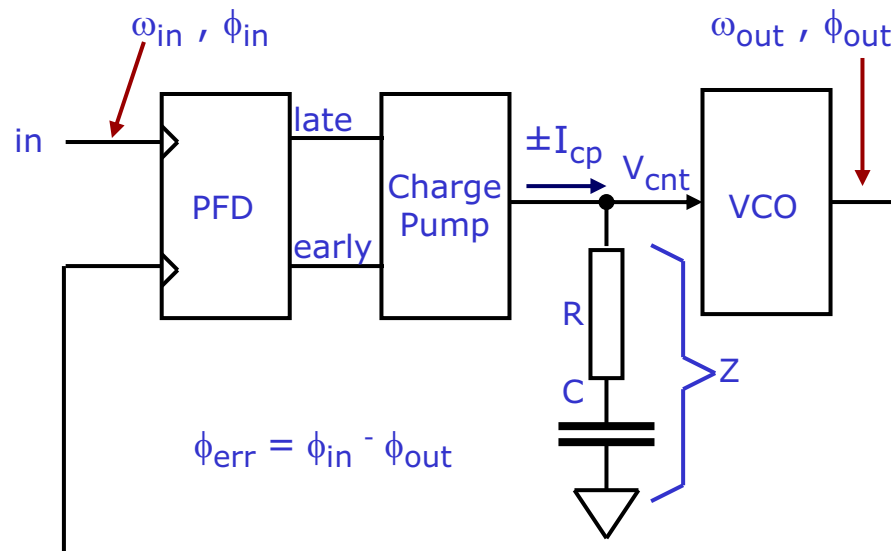 ωin , ϕin
ωout , ϕout
in
late
±Icp
Vcnt
PFD
Charge
Pump
VCO
early
R
Z
C
ϕerr = ϕin - ϕout